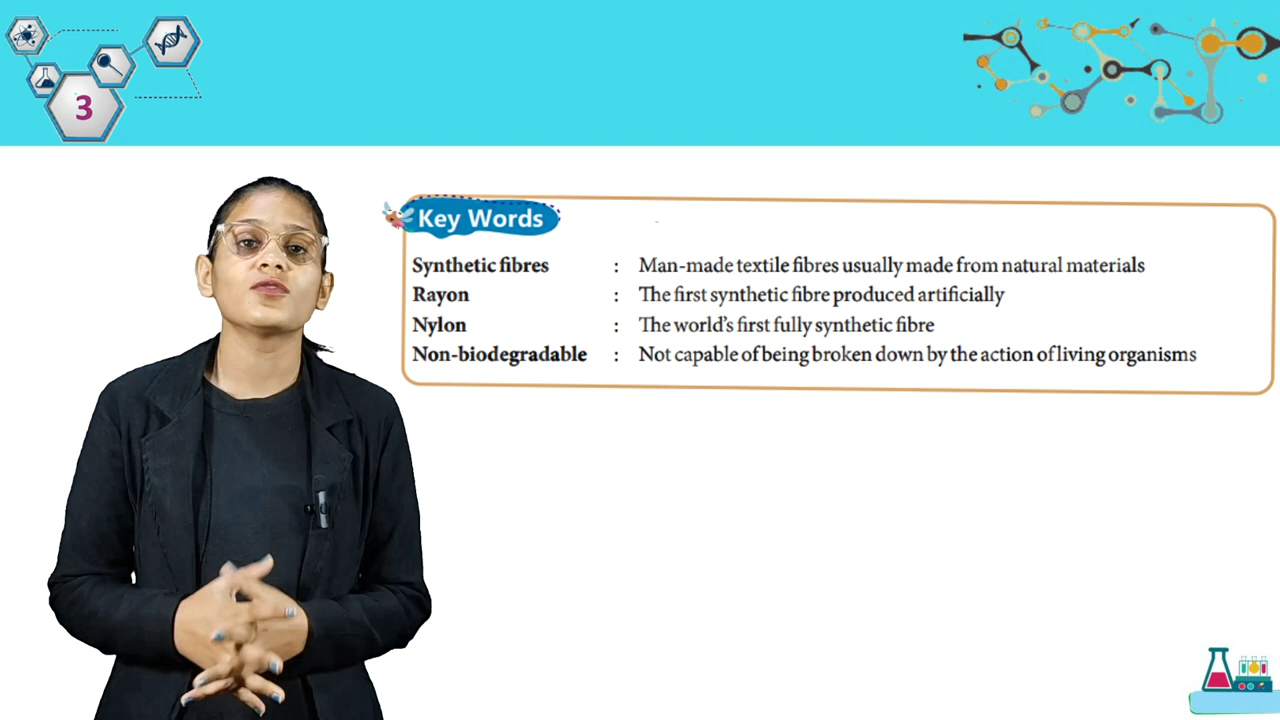 3
Key Words
Synthetic fibres : Man-made textile fibres usually made from natural materials
Rayon : The first synthetic fibre produced artificially
Nylon : The world's first fully synthetic fibre
Non-biodegradable : Not capable of being broken down by the action of living organisms